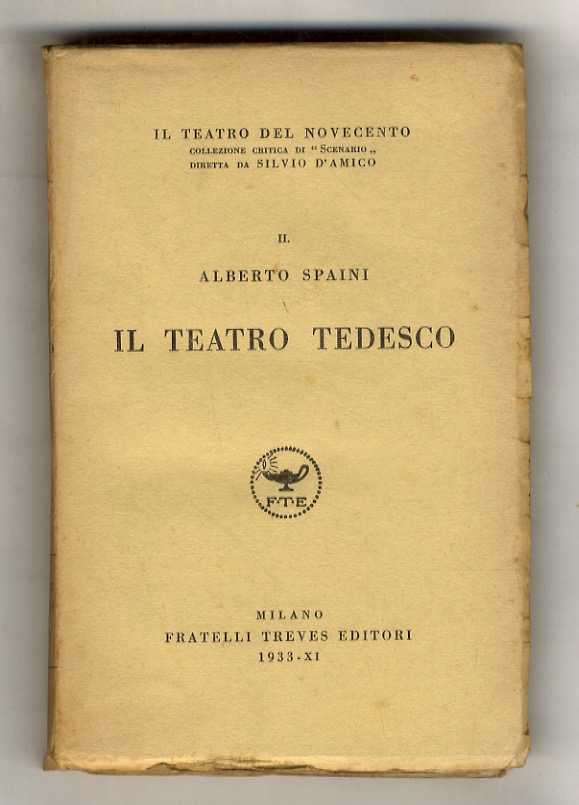 IL TEATRO DEL NOVECENTO
COLLEZIONE CRITICA DI “SCENARIO„
DIRETTA DA SILVIO D'AMICO
II.
ALBERTO SPAINI
IL TEATRO TEDESCO
F·T·E
MILANO
FRATELLI TREVES EDITORI
1933-XI